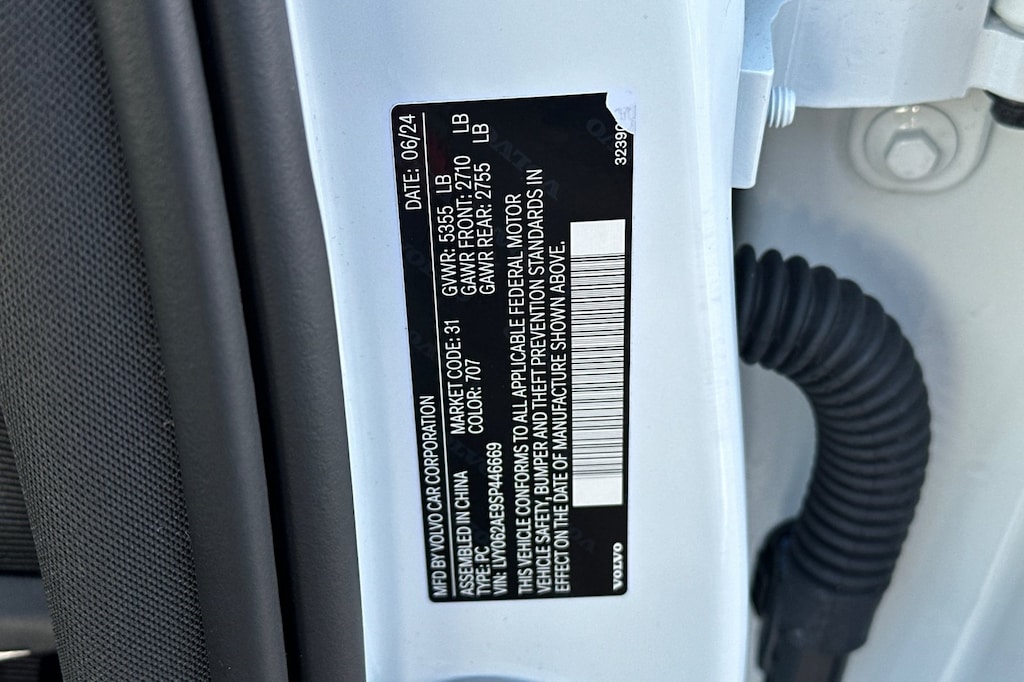 MFD BY VOLVO CAR CORPORATION DATE: 06/24
ASSEMBLED IN CHINA MARKET CODE: 31 GVWR: 5355 LB
TYPE: PC COLOR: 707 GAWR FRONT: 2710 LB
VIN: LVY062AE9SP446669 GAWR REAR: 2755 LB
THIS VEHICLE CONFORMS TO ALL APPLICABLE FEDERAL MOTOR
VEHICLE SAFETY, BUMPER AND THEFT PREVENTION STANDARDS IN
EFFECT ON THE DATE OF MANUFACTURE SHOWN ABOVE.
VOLVO